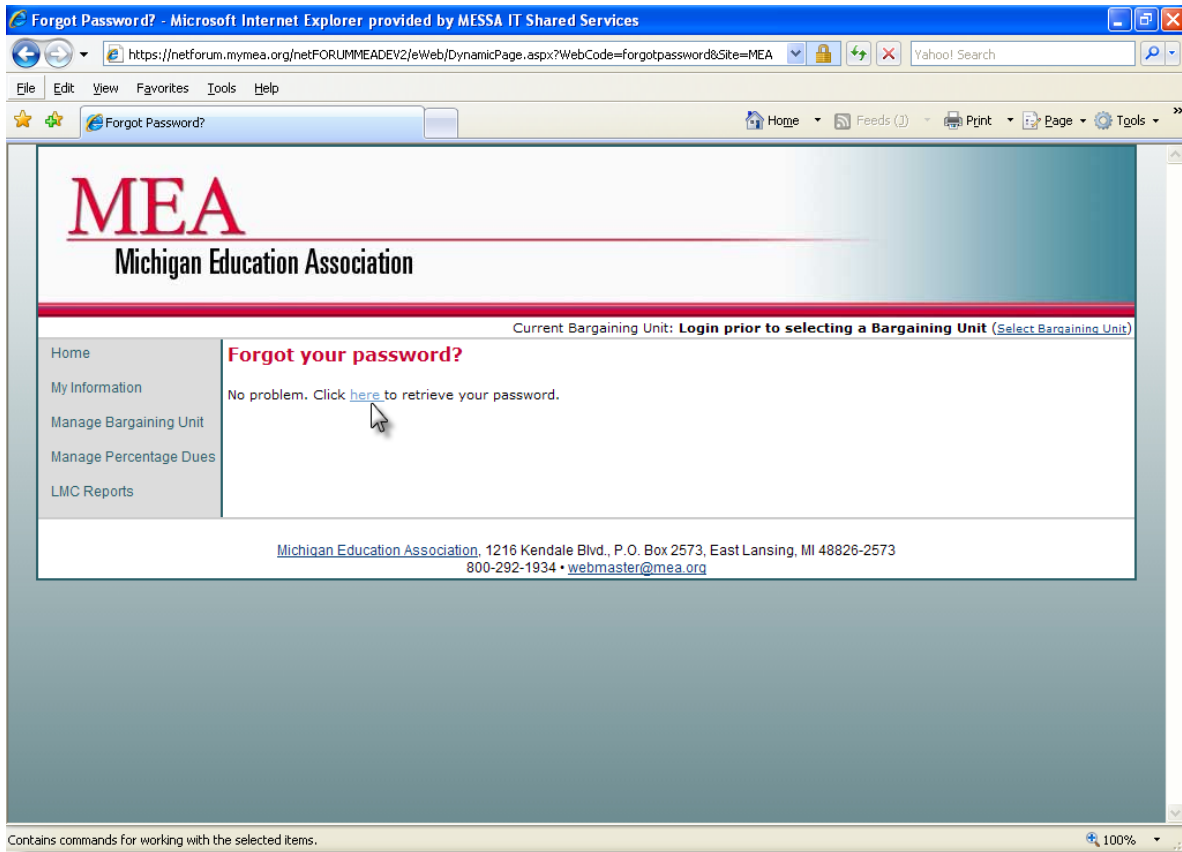 Forgot Password? - Microsoft Internet Explorer provided by MESSA IT Shared Services
https://netforum.mymea.org/netFORUMMEADEV2/eWeb/DynamicPage.aspx?WebCode=forgotpassword&Site=MEA
Yahoo! Search
File Edit View Favorites Tools Help
Forgot Password?
Home Feeds (J) Print Page Tools
MEA
Michigan Education Association
Current Bargaining Unit: Login prior to selecting a Bargaining Unit (Select Bargaining Unit)
Home
My Information
Manage Bargaining Unit
Manage Percentage Dues
LMC Reports
Forgot your password?
No problem. Click here to retrieve your password.
Michigan Education Association, 1216 Kendale Blvd., P.O. Box 2573, East Lansing, MI 48826-2573
800-292-1934 • webmaster@mea.org
Contains commands for working with the selected items.
100%